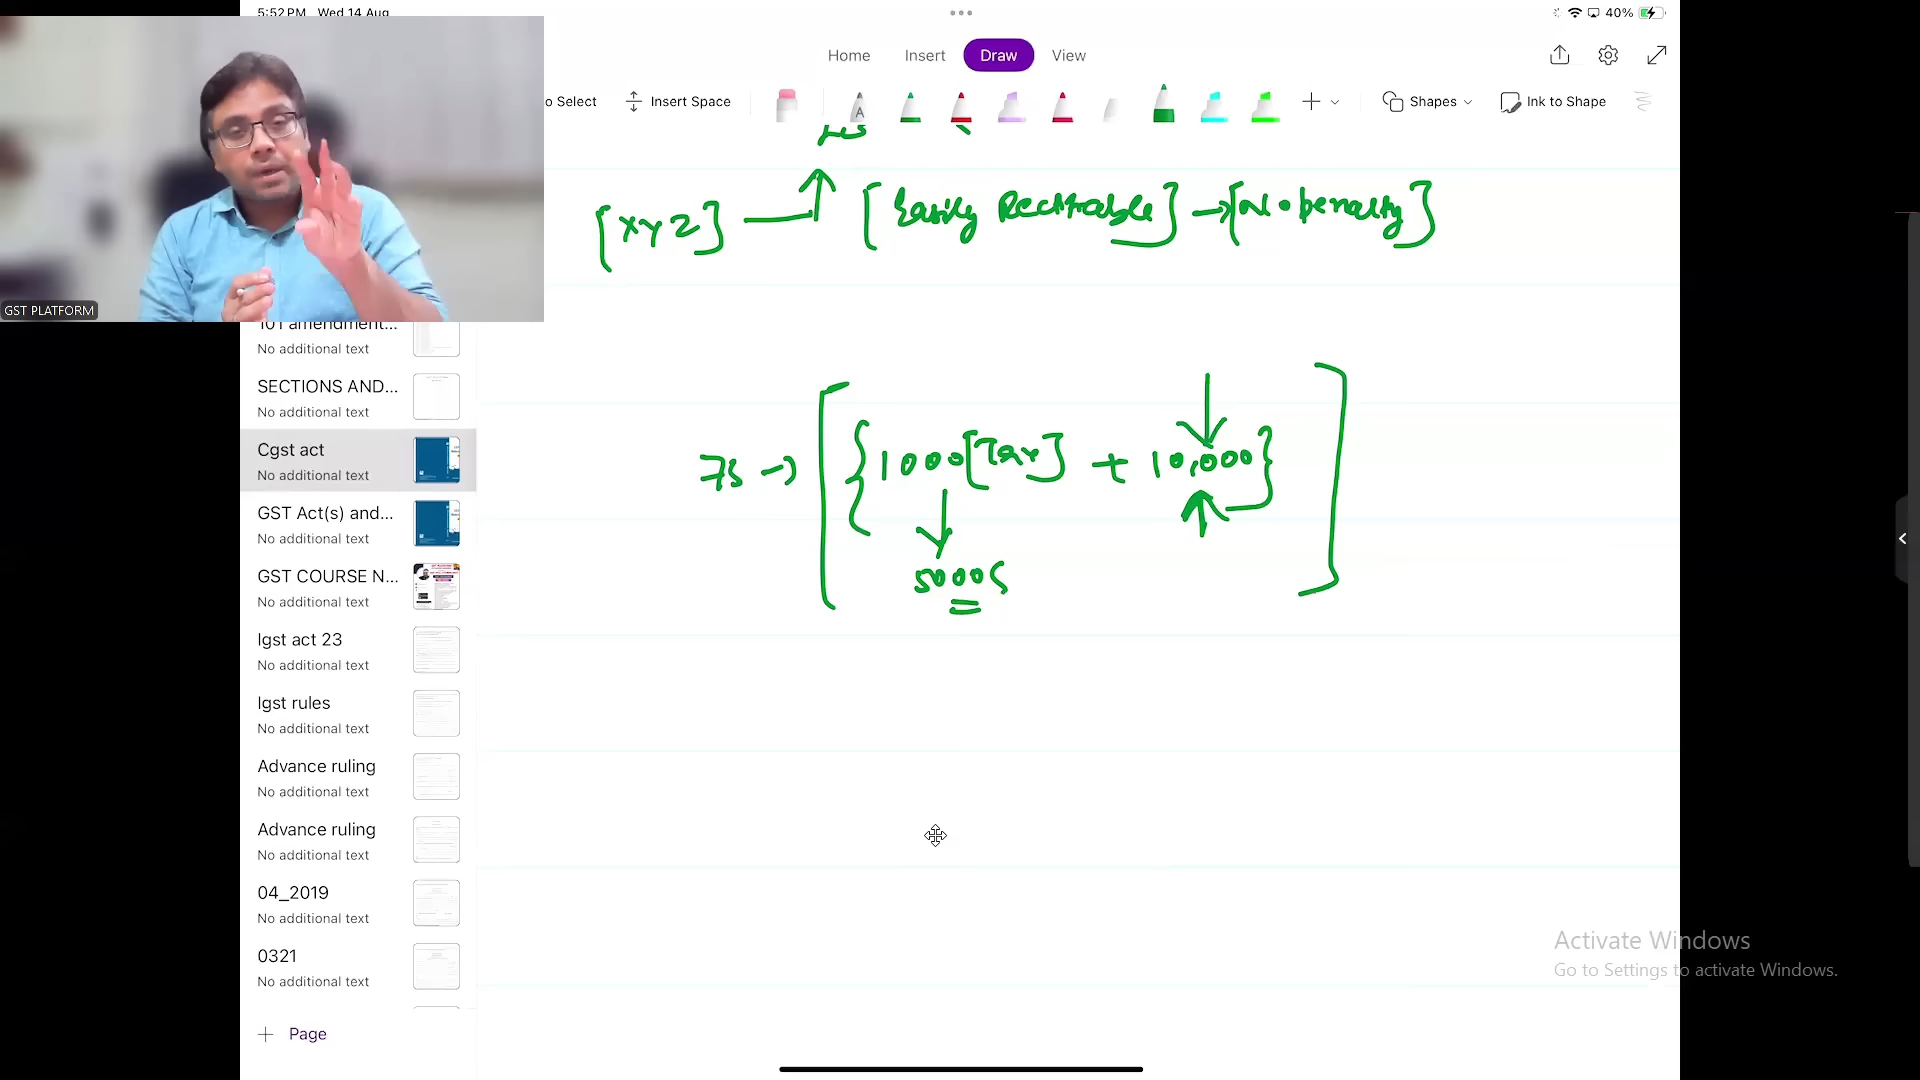 5:52 PM Wed 14 Aug
40%
Home Insert Draw View
o Select Insert Space A Shapes Ink to Shape
[XYZ] → [Easily Rectifiable] → [No penalty]
GST PLATFORM
101 amendment...
No additional text
SECTIONS AND...
No additional text
Cgst act
No additional text
GST Act(s) and...
No additional text
GST COURSE N...
No additional text
Igst act 23
No additional text
Igst rules
No additional text
Advance ruling
No additional text
Advance ruling
No additional text
04_2019
No additional text
0321
No additional text
+ Page
→ [{1000 [Tax] + 10,000}]
Activate Windows
Go to Settings to activate Windows.